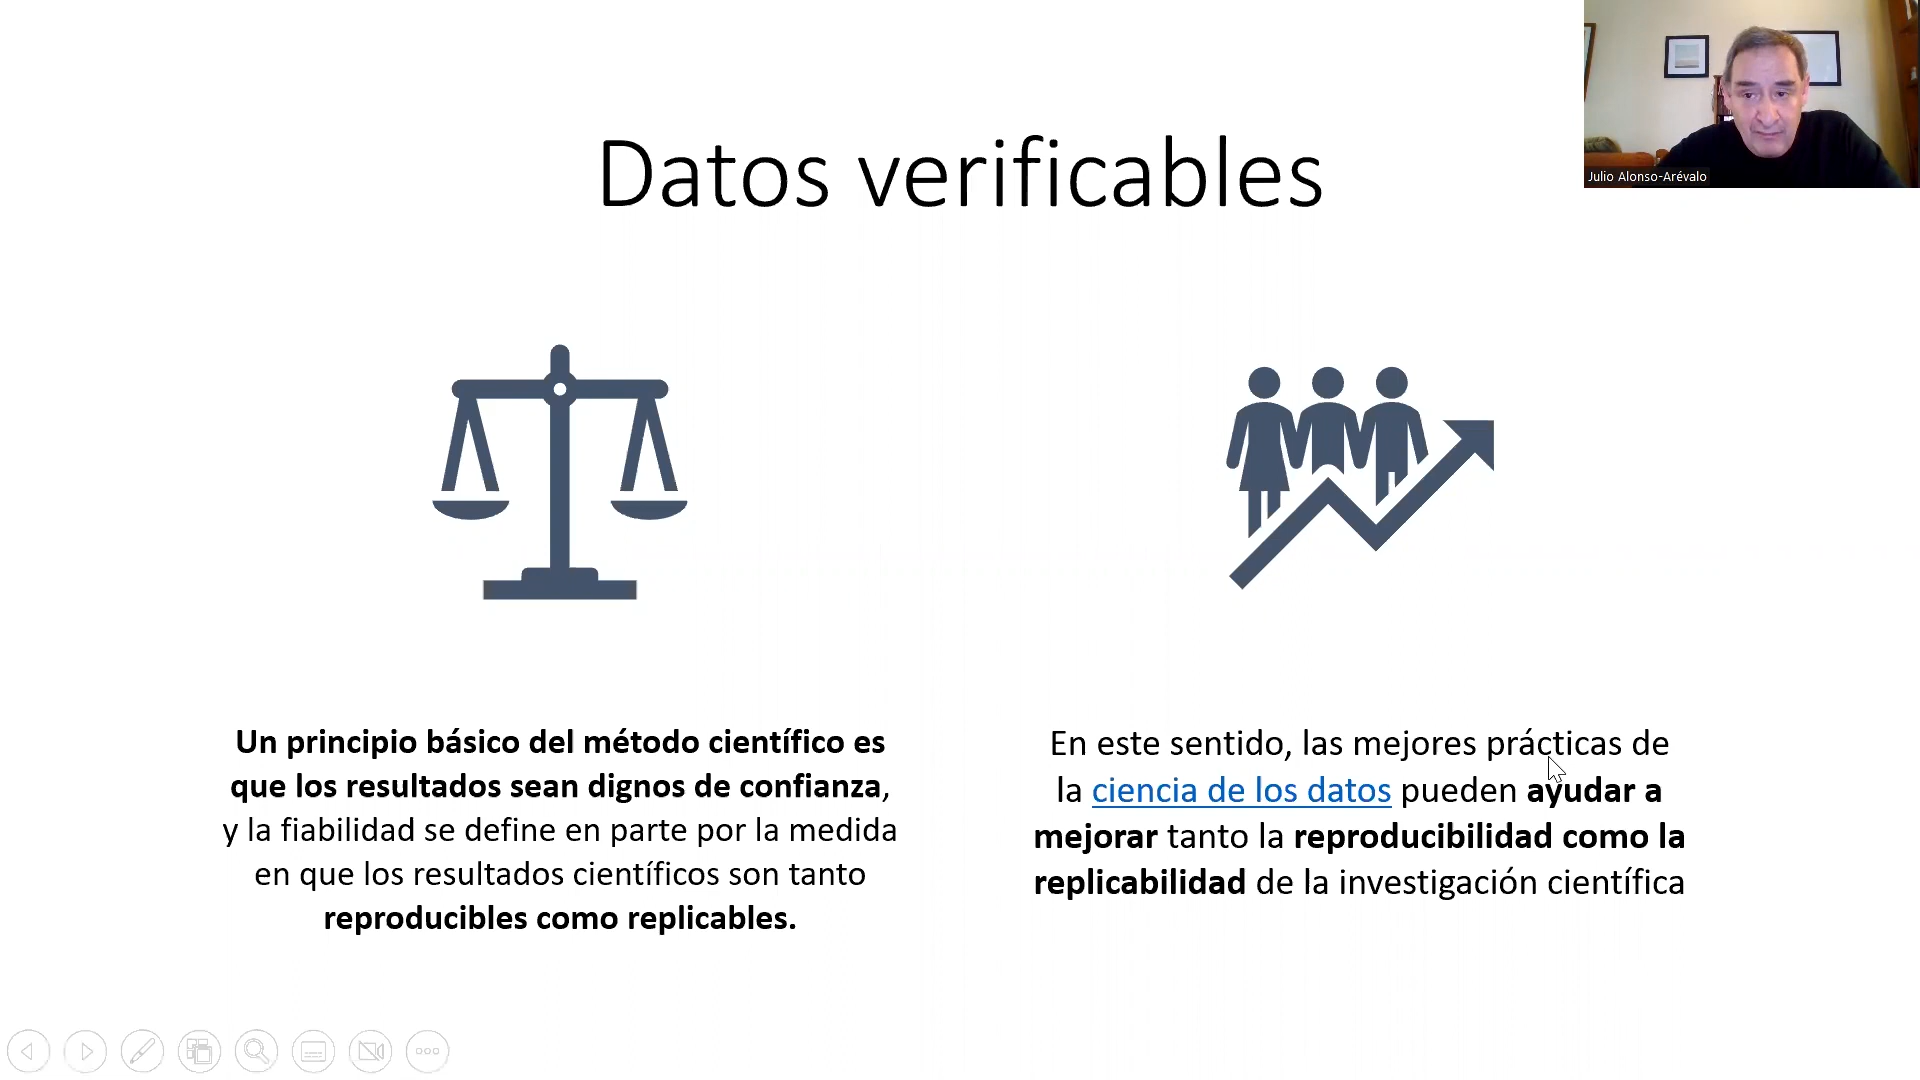 Datos verificables
Julio Alonso-Arévalo
Un principio básico del método científico es
que los resultados sean dignos de confianza,
y la fiabilidad se define en parte por la medida
en que los resultados científicos son tanto
reproducibles como replicables.
En este sentido, las mejores prácticas de
la ciencia de los datos pueden ayudar a
mejorar tanto la reproducibilidad como la
replicabilidad de la investigación científica